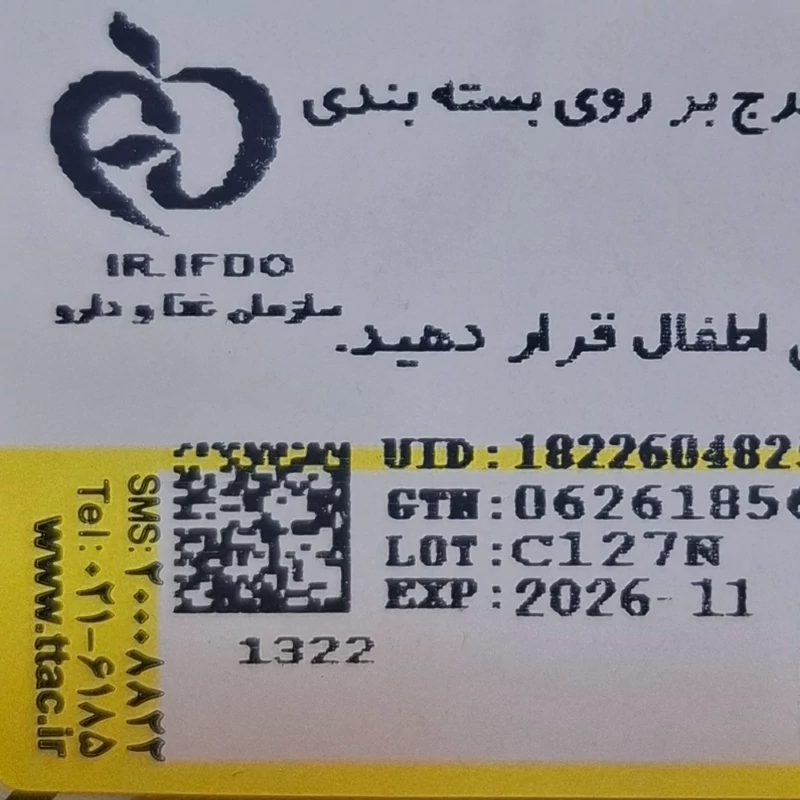 درج بر روی بسته بندی
IR.IFDO
سازمان غذا و دارو
اطفال قرار دهید.
UID:182260482
GTN:06261856
LOT:C127N
EXP:2026-11
1322
SMS:۲۰۰۰۸۸۲۲
Tel:۰۲۱-۶۱۸۵
www.ttac.ir